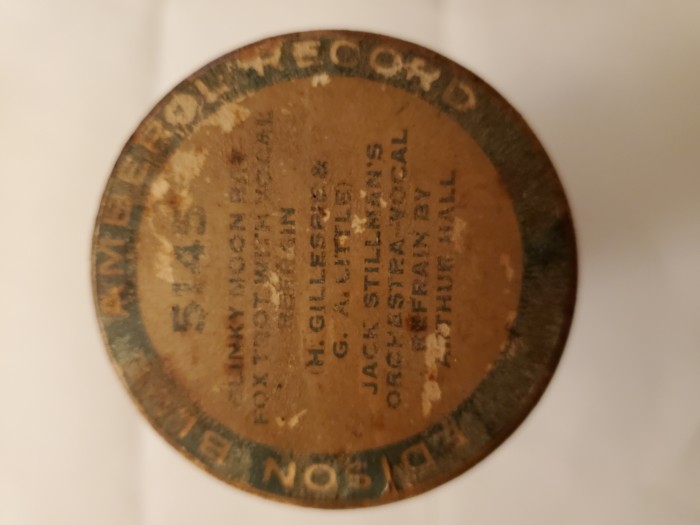 EDISON BLUE AMBEROL RECORD
5145
MOON
FOX TROT WITH VOCAL
REFRAIN
(H. GILLESPIE &
G. A. LITTLE)
JACK STILLMAN'S
ORCHESTRA VOCAL
REFRAIN BY
ARTHUR HALL